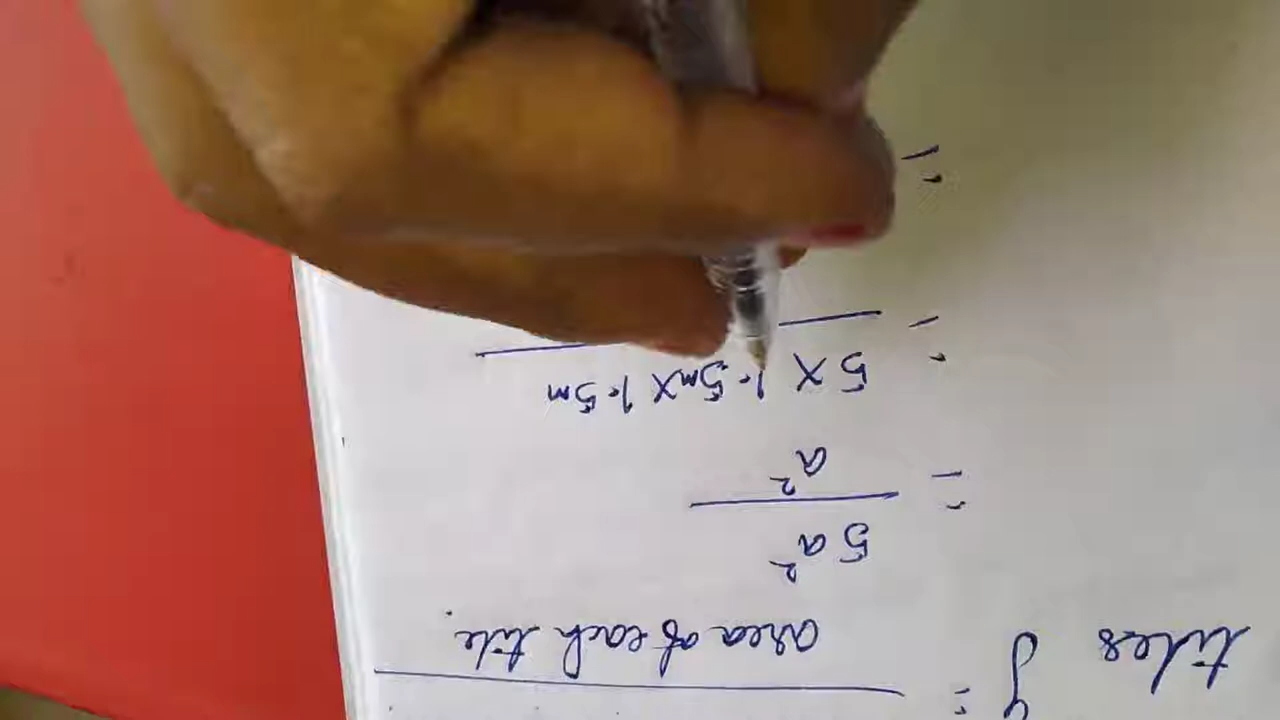 tiles
area of each tile.
= 5a²
a²
= 5 x 1.5m x 1.5m
=